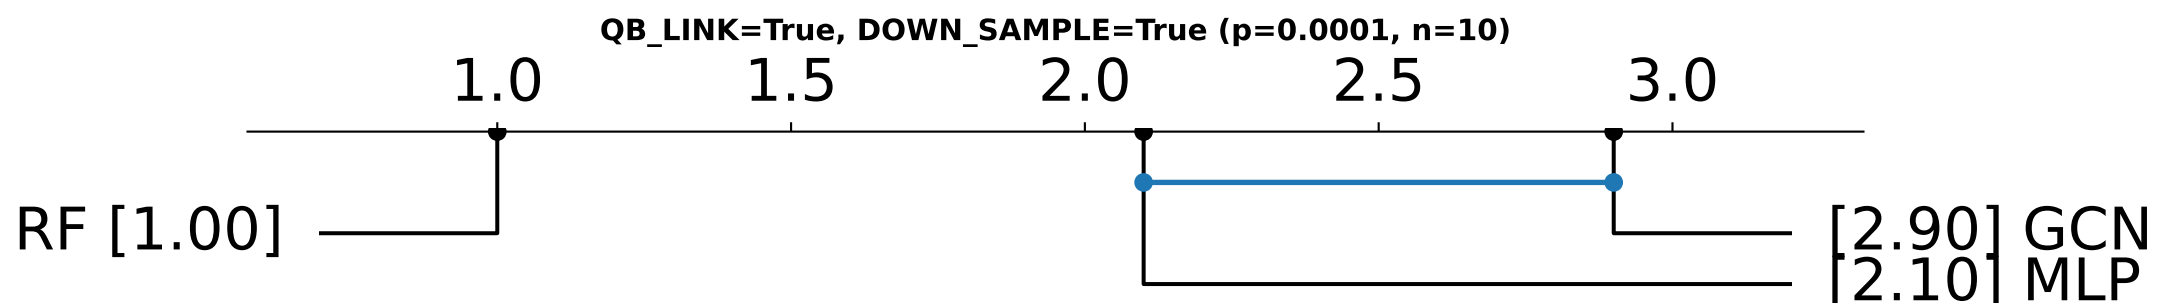 QB_LINK=True, DOWN_SAMPLE=True (p=0.0001, n=10)
1.0 1.5 2.0 2.5 3.0
RF [1.00]
[2.90] GCN
[2.10] MLP